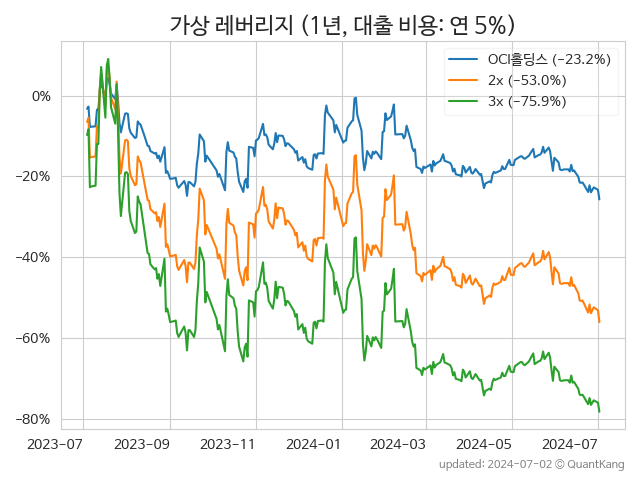 가상 레버리지 (1년, 대출 비용: 연 5%)
OCI홀딩스 (−23.2%)
2x (−53.0%)
3x (−75.9%)
0%
−20%
−40%
−60%
−80%
2023-07 2023-09 2023-11 2024-01 2024-03 2024-05 2024-07
updated: 2024-07-02 © QuantKang